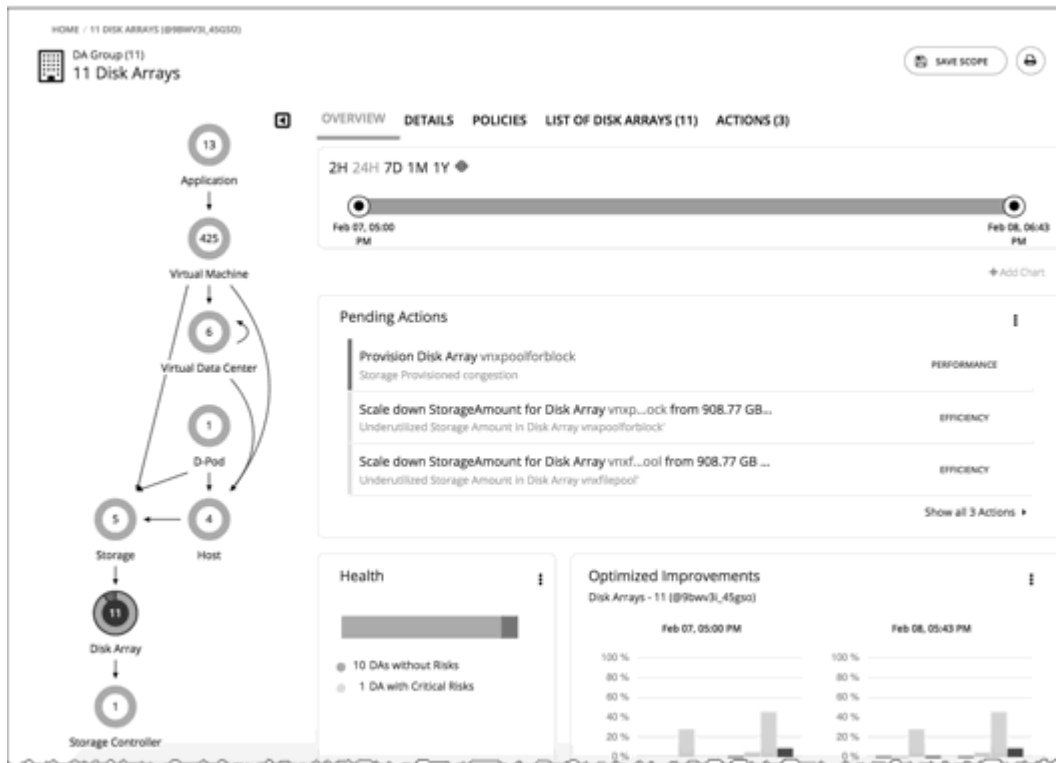 HOME / 11 DISK ARRAYS (@9BWV3I_45GSO)
DA Group (11)
11 Disk Arrays
SAVE SCOPE
OVERVIEW DETAILS POLICIES LIST OF DISK ARRAYS (11) ACTIONS (3)
2H 24H 7D 1M 1Y
Feb 07, 05:00
PM
Feb 08, 06:43
PM
+ Add Chart
13
Application
425
Virtual Machine
6
Virtual Data Center
1
D-Pod
5
Storage
4
Host
11
Disk Array
1
Storage Controller
Pending Actions
Provision Disk Array vnxpoolforblock
Storage Provisioned congestion
PERFORMANCE
Scale down StorageAmount for Disk Array vnxp...ock from 908.77 GB...
Underutilized Storage Amount in Disk Array vnxpoolforblock'
EFFICIENCY
Scale down StorageAmount for Disk Array vnxf...ool from 908.77 GB ...
Underutilized Storage Amount in Disk Array vnxfilepool'
EFFICIENCY
Show all 3 Actions
Health
10 DAs without Risks
1 DA with Critical Risks
Optimized Improvements
Disk Arrays - 11 (@9bwv3i_45gso)
Feb 07, 05:00 PM
100 %
80 %
60 %
40 %
20 %
0 %
Feb 08, 05:43 PM
100 %
80 %
60 %
40 %
20 %
0 %